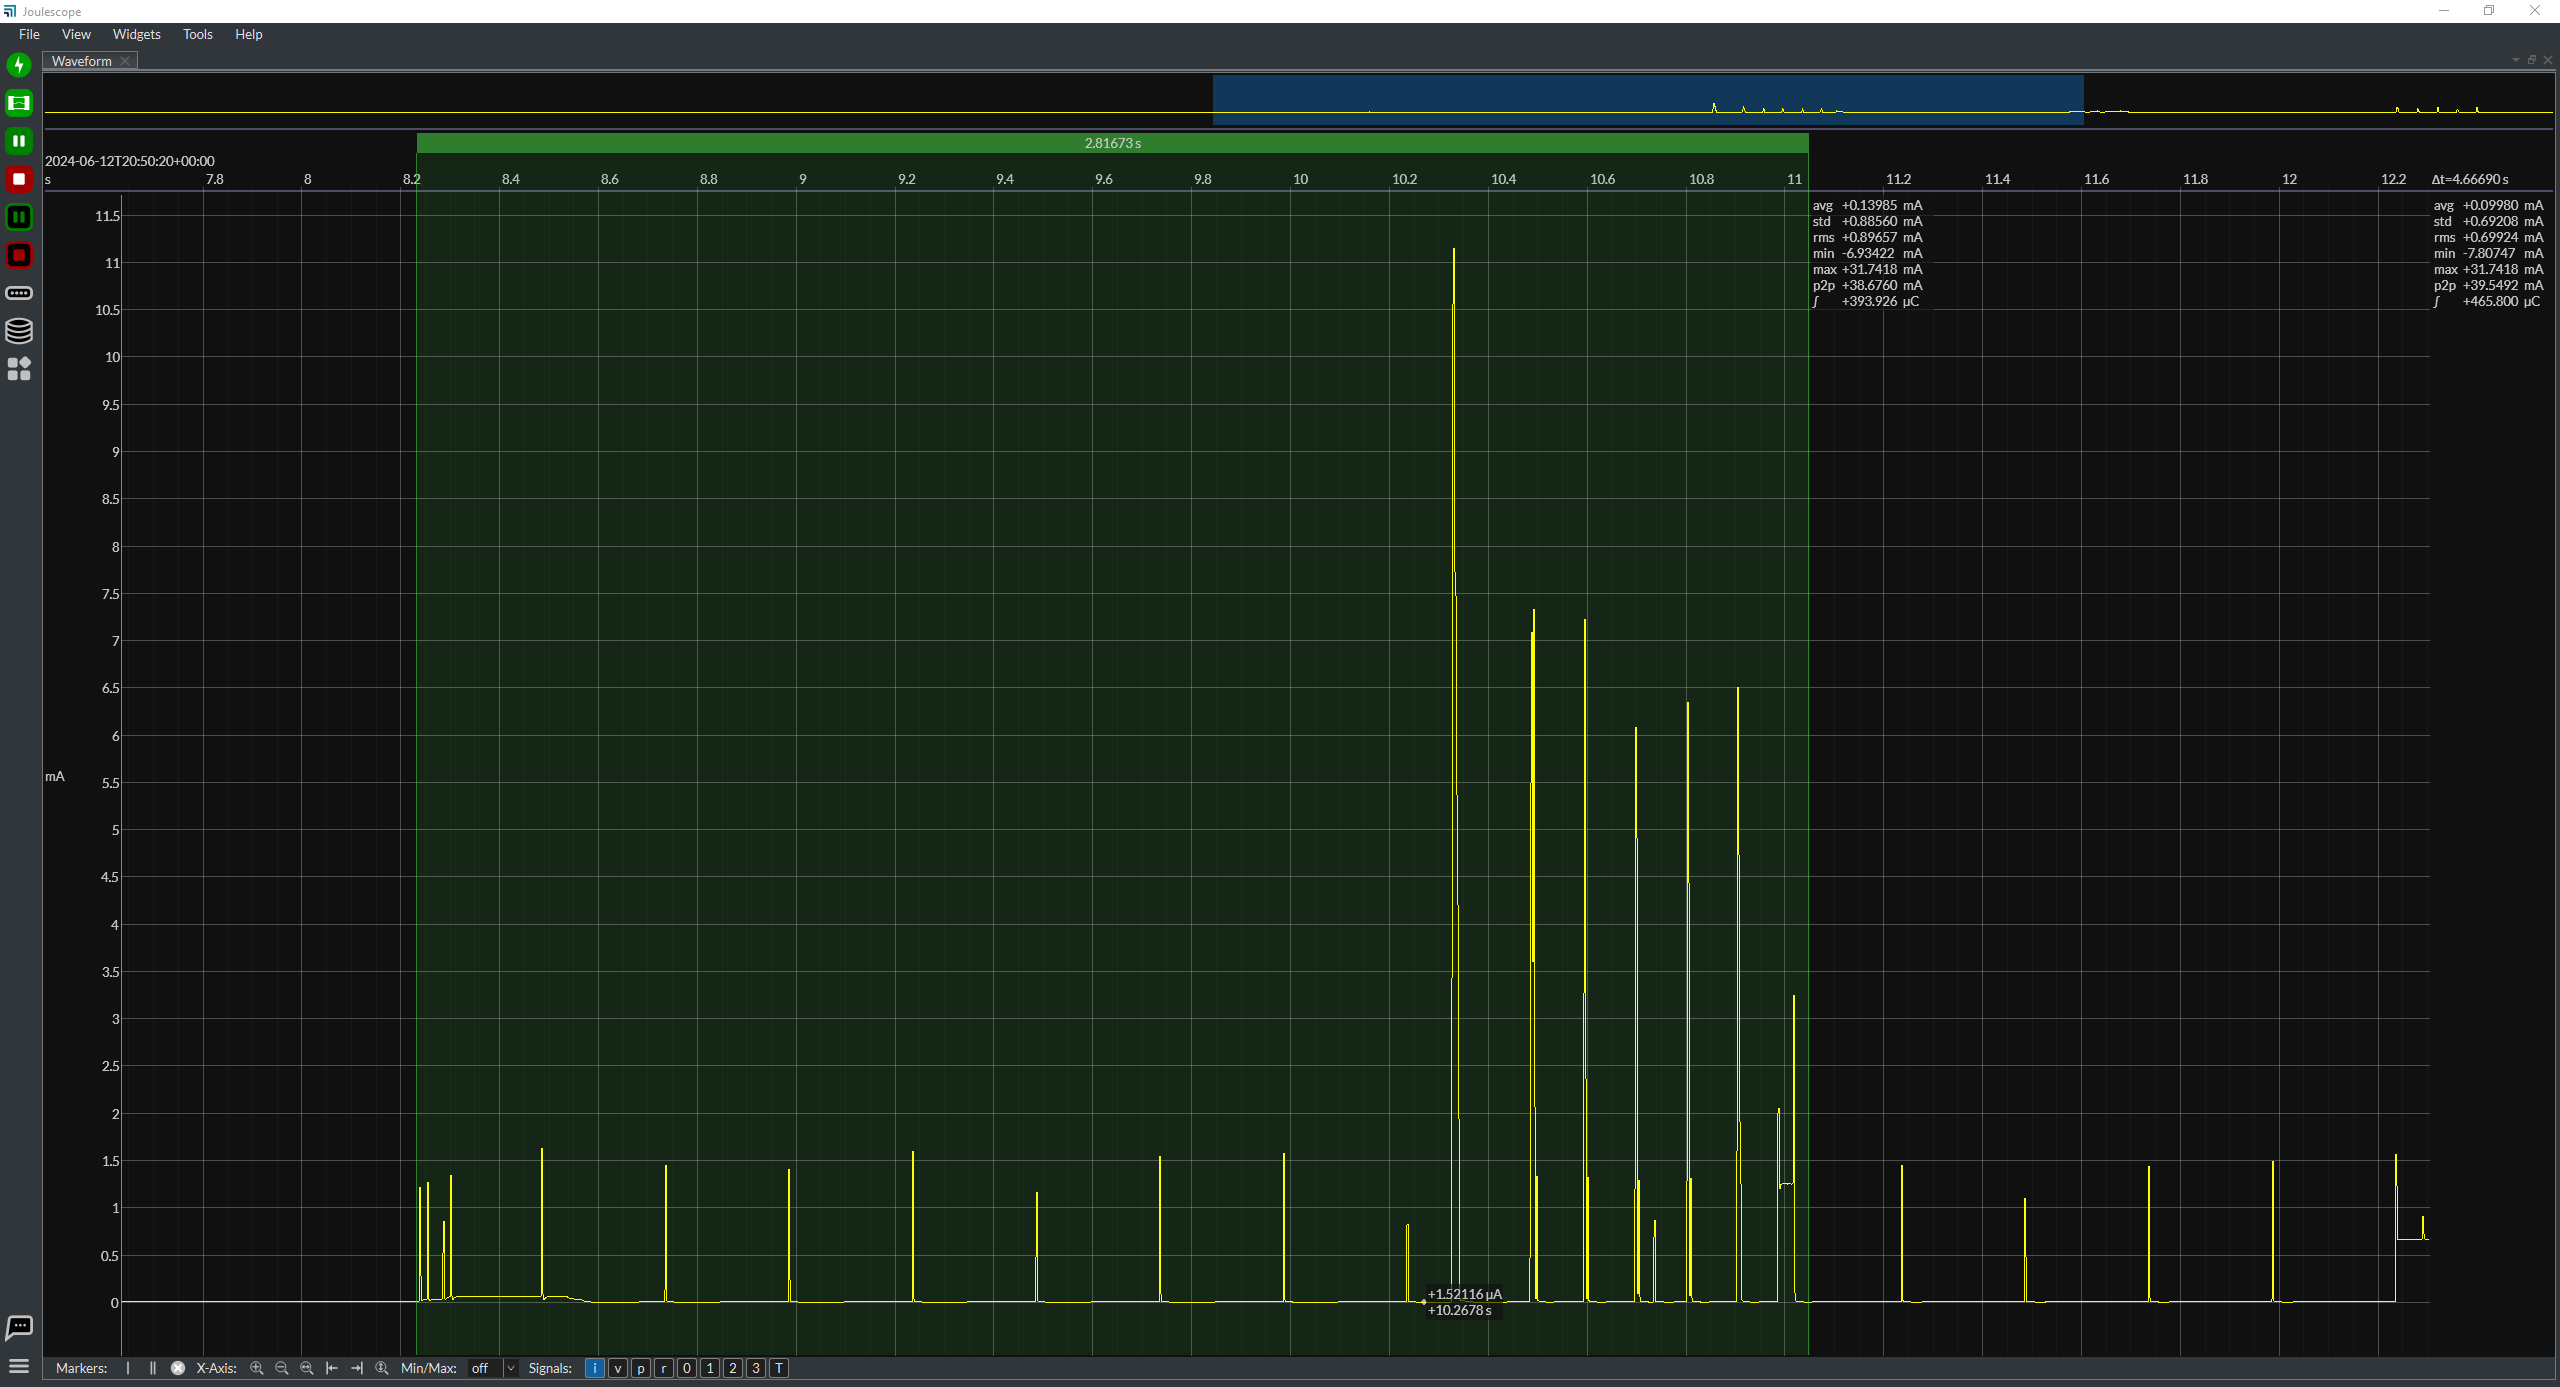 Joulescope
File View Widgets Tools Help
Waveform
2.81673 s
2024-06-12T20:50:20+00:00
s 7.8 8 8.2 8.4 8.6 8.8 9 9.2 9.4 9.6 9.8 10 10.2 10.4 10.6 10.8 11 11.2 11.4 11.6 11.8 12 12.2 Δt=4.66690 s
avg +0.13985 mA
std +0.88560 mA
rms +0.89657 mA
min -6.93422 mA
max +31.7418 mA
p2p +38.6760 mA
∫ +393.926 µC
avg +0.09980 mA
std +0.69208 mA
rms +0.69924 mA
min -7.80747 mA
max +31.7418 mA
p2p +39.5492 mA
∫ +465.800 µC
11.5
11
10.5
10
9.5
9
8.5
8
7.5
7
6.5
6
mA
5.5
5
4.5
4
3.5
3
2.5
2
1.5
1
0.5
0
+1.52116 µA
+10.2678 s
Markers: X-Axis: Min/Max: off Signals: i v p r 0 1 2 3 T